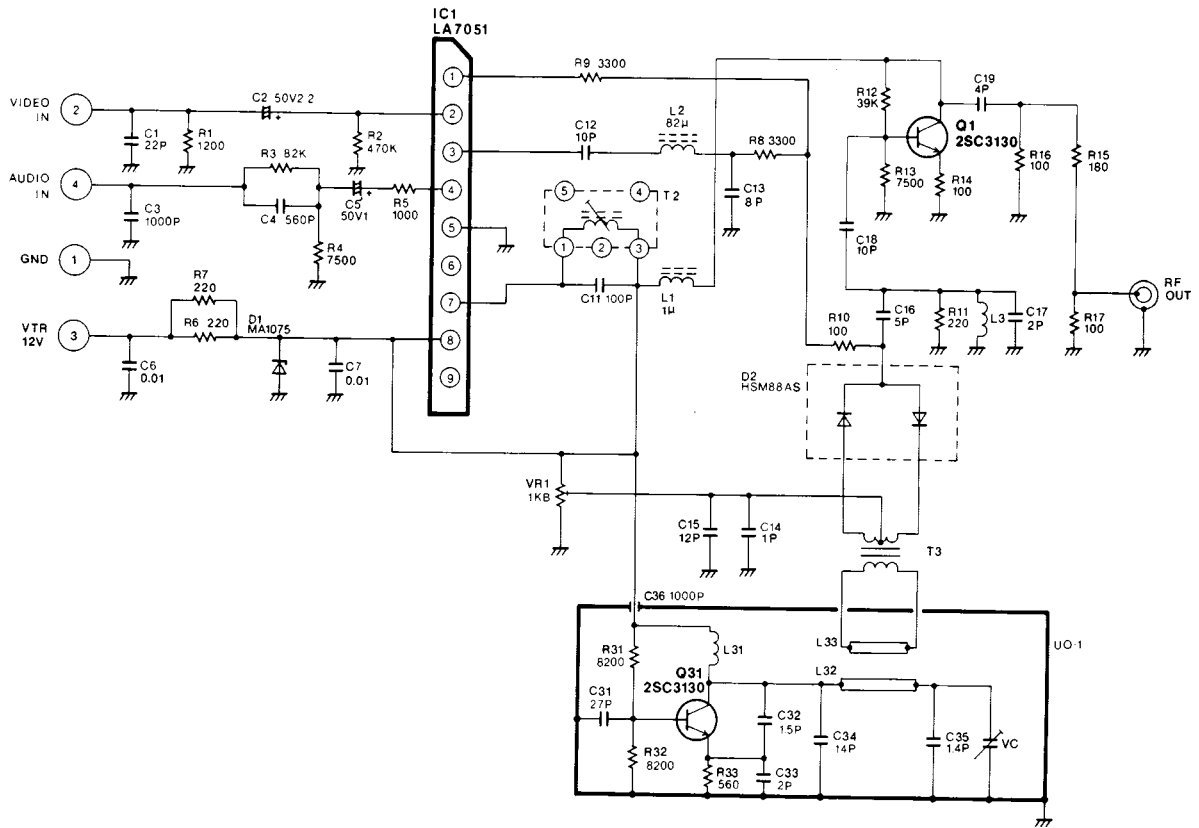 IC1
LA7051
VIDEO
IN
2
C2 50V2.2
+
C1
22P
R1
1200
R2
470K
AUDIO
IN
4
R3 82K
C4 560P
C5
50V1
+
R5
1000
C3
1000P
R4
7500
GND
1
VTR
12V
3
R7
220
R6 220
D1
MA1075
C6
0.01
C7
0.01
1
2
3
4
5
6
7
8
9
R9 3300
C12
10P
L2
82μ
R8 3300
C13
8P
5
4
T2
1
2
3
C11 100P
L1
1μ
R12
39K
Q1
2SC3130
C19
4P
R13
7500
R14
100
R16
100
R15
180
C18
10P
R10
100
C16
5P
R11
220
L3
C17
2P
R17
100
RF
OUT
D2
HSM88AS
VR1
1KB
C15
12P
C14
1P
T3
C36 1000P
UO-1
R31
8200
L31
L33
Q31
2SC3130
L32
C31
27P
R32
8200
R33
560
C32
1.5P
C33
2P
C34
14P
C35
1.4P
VC